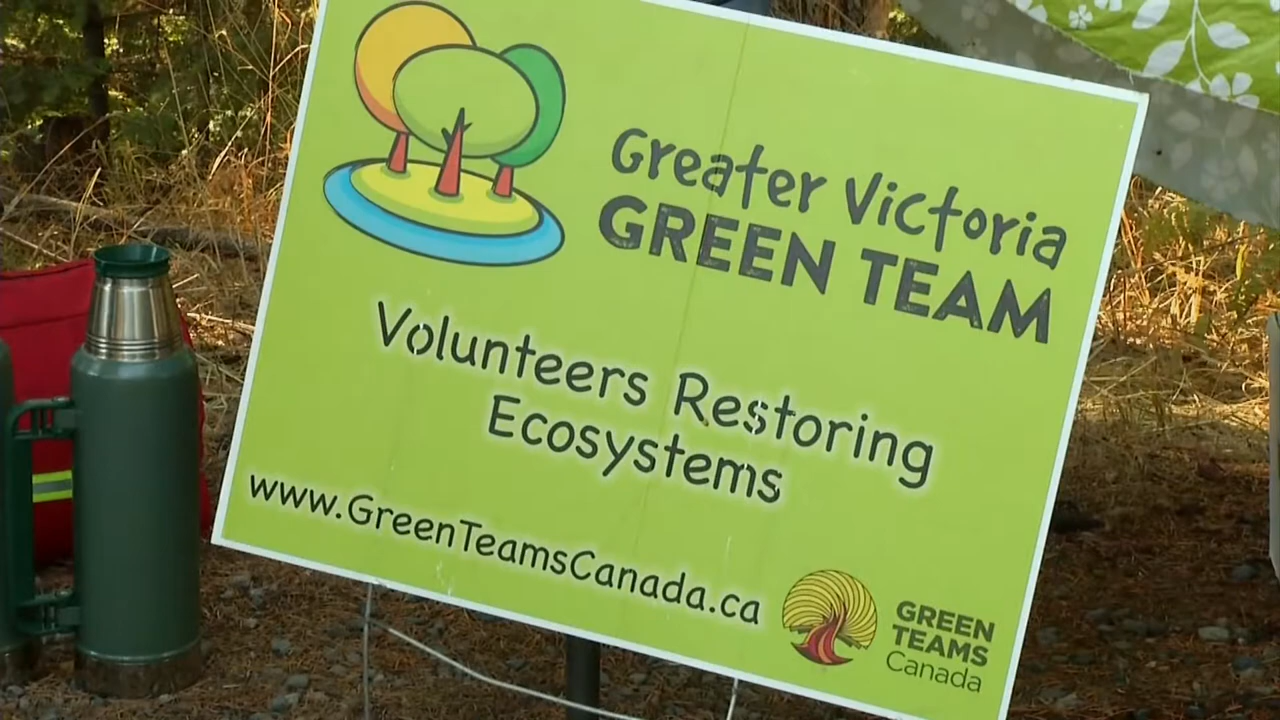 Greater Victoria
GREEN TEAM
Volunteers Restoring
Ecosystems
www.GreenTeamsCanada.ca
GREEN
TEAMS
Canada